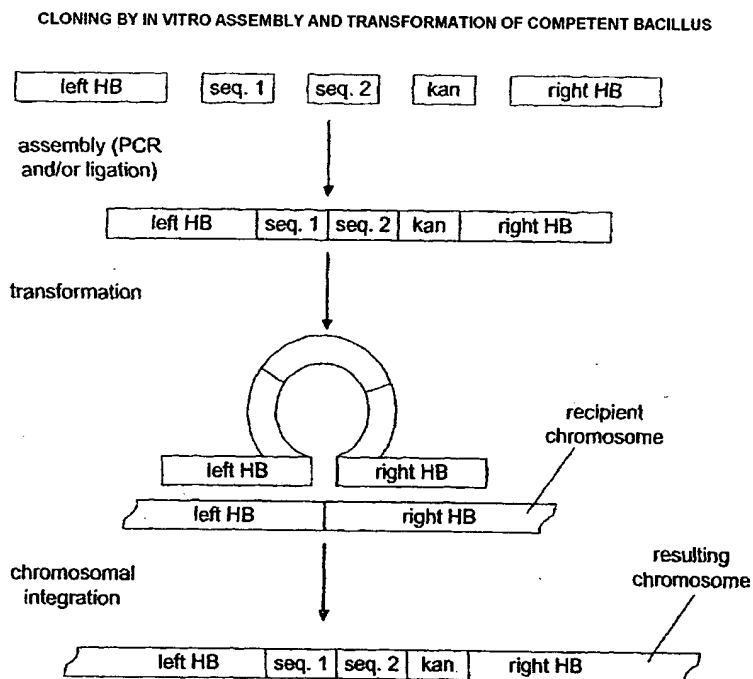 CLONING BY IN VITRO ASSEMBLY AND TRANSFORMATION OF COMPETENT BACILLUS
left HB seq. 1 seq. 2 kan right HB
assembly (PCR
and/or ligation)
left HB seq. 1 seq. 2 kan right HB
transformation
recipient
chromosome
left HB right HB
left HB right HB
chromosomal
integration
resulting
chromosome
left HB seq. 1 seq. 2 kan. right HB